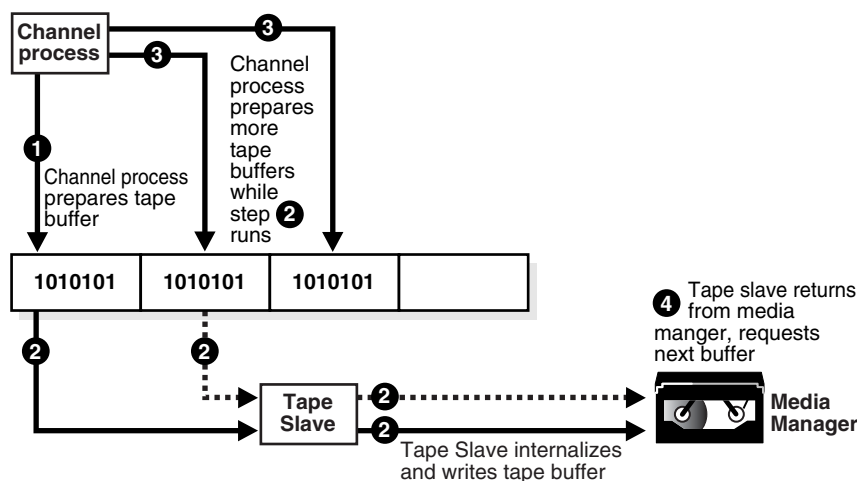 Channel
process
3
3
Channel
process
prepares
more
tape
buffers
while
step 2
runs
1
Channel process
prepares tape
buffer
1010101
1010101
1010101
4 Tape slave returns
from media
manger, requests
next buffer
2
2
Tape
Slave
2
2
Media
Manager
Tape Slave internalizes
and writes tape buffer